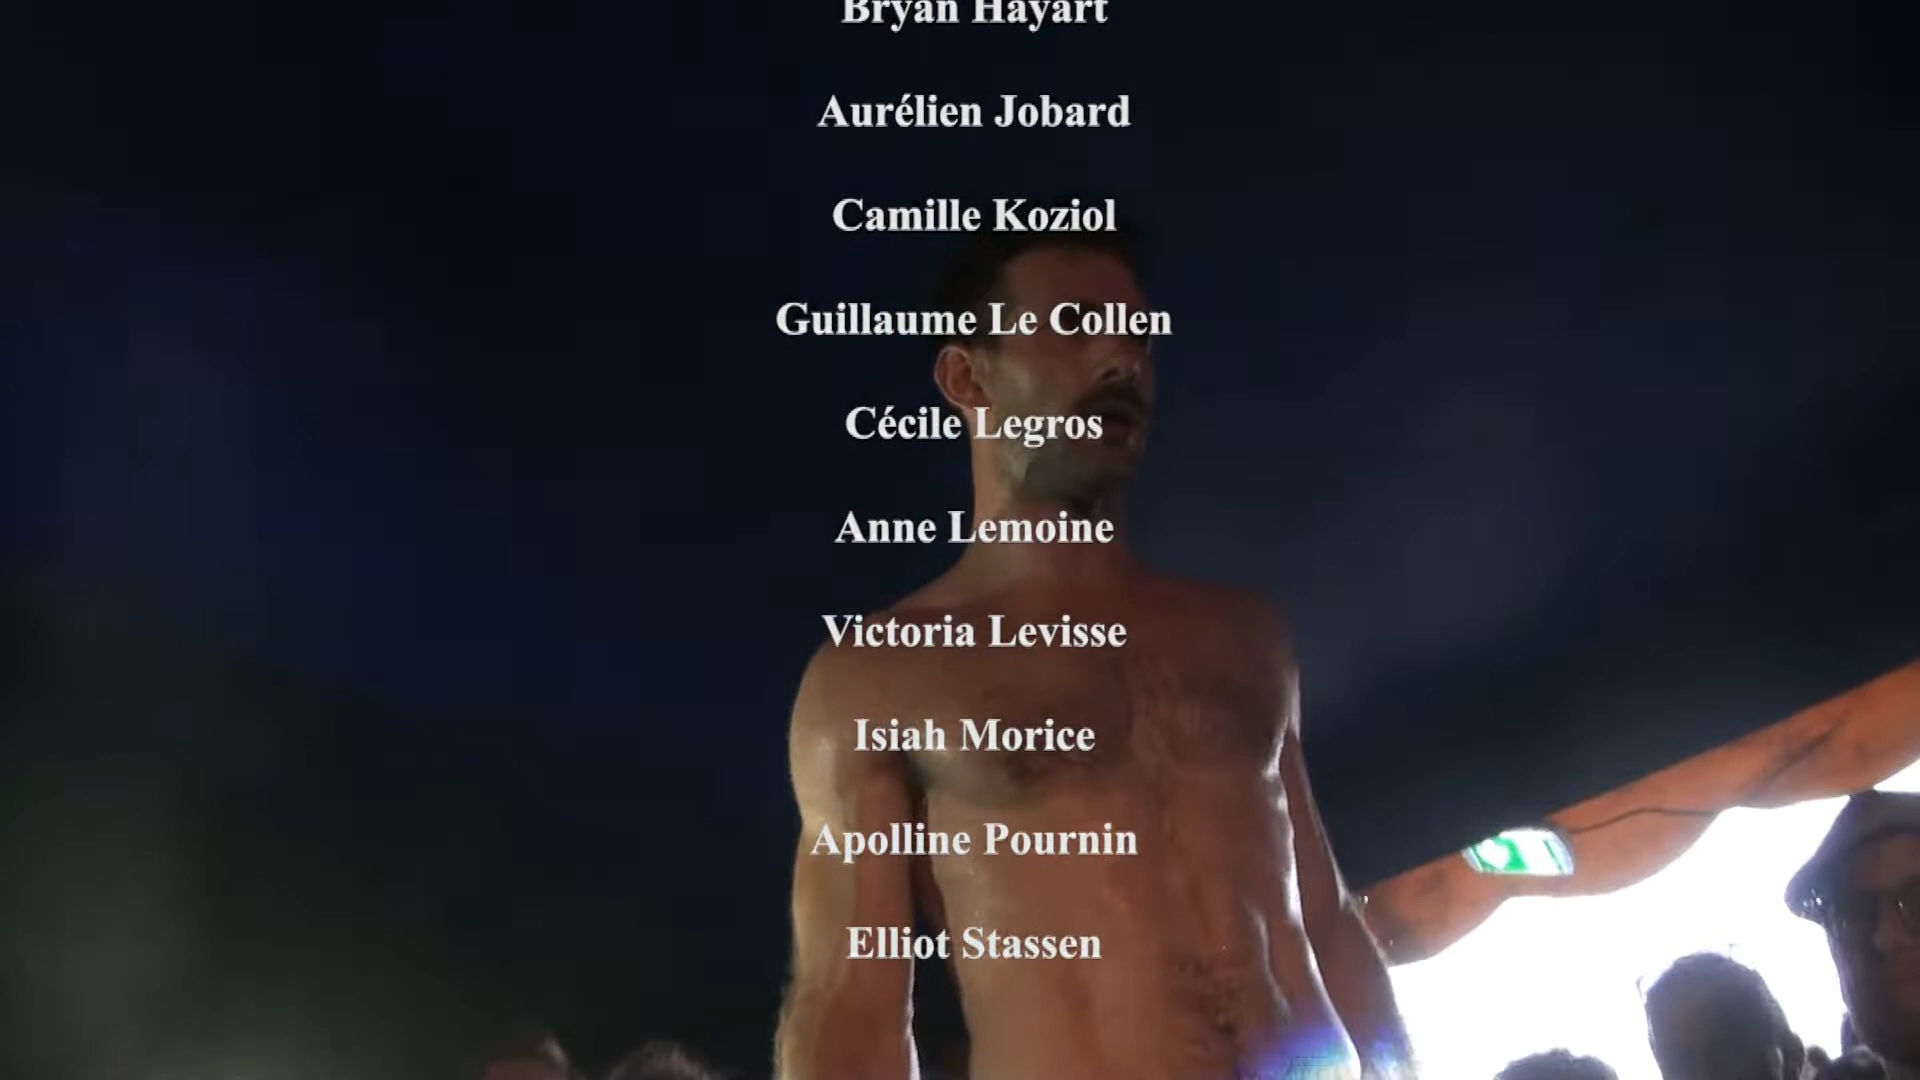 Bryan Hayart
Aurélien Jobard
Camille Koziol
Guillaume Le Collen
Cécile Legros
Anne Lemoine
Victoria Levisse
Isiah Morice
Apolline Pournin
Elliot Stassen